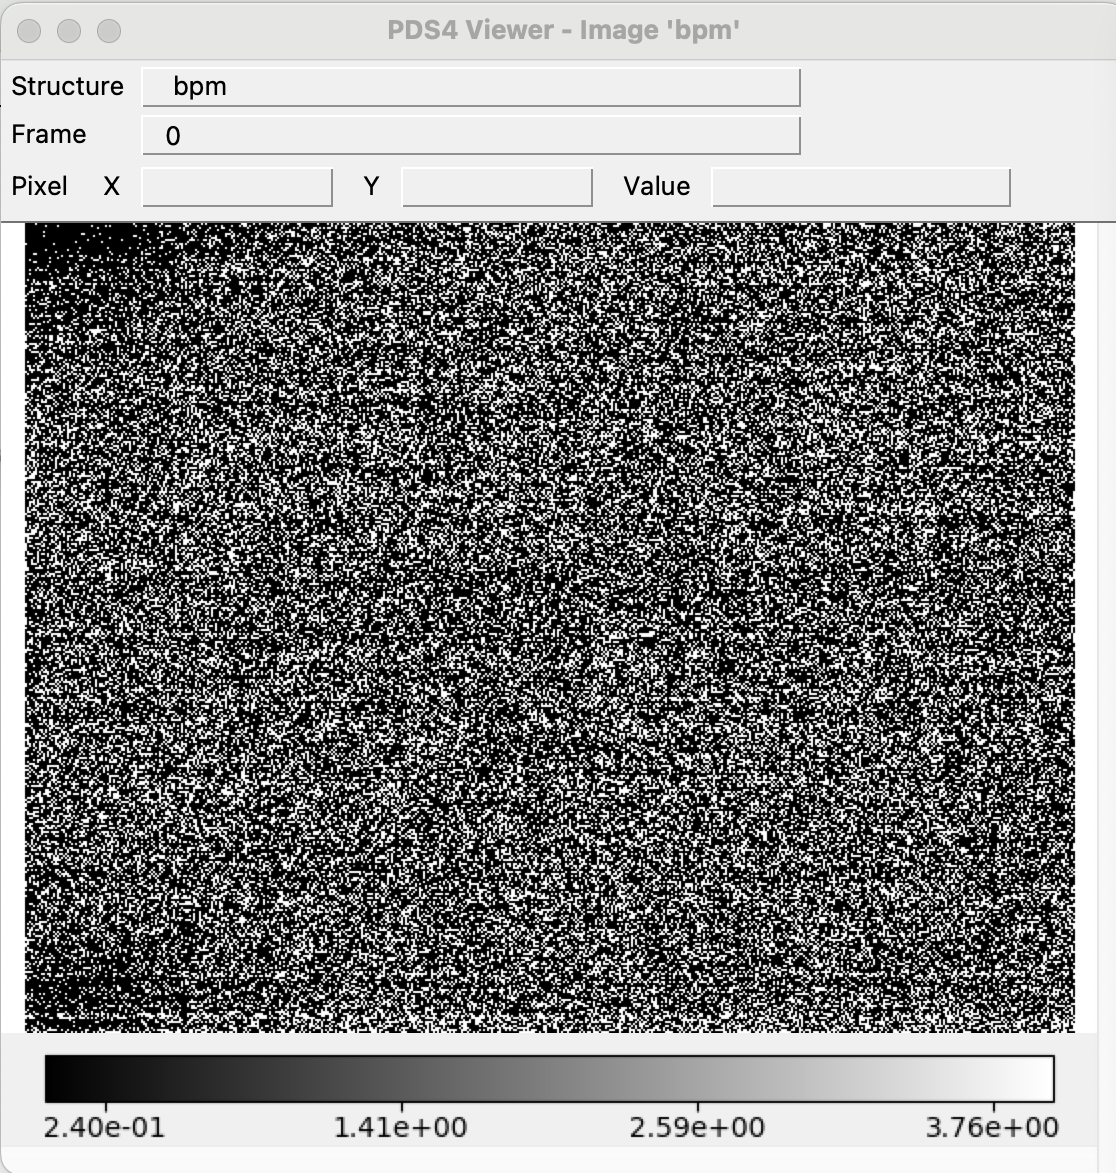 PDS4 Viewer - Image 'bpm'
Structure bpm
Frame 0
Pixel X Y Value
2.40e-01 1.41e+00 2.59e+00 3.76e+00